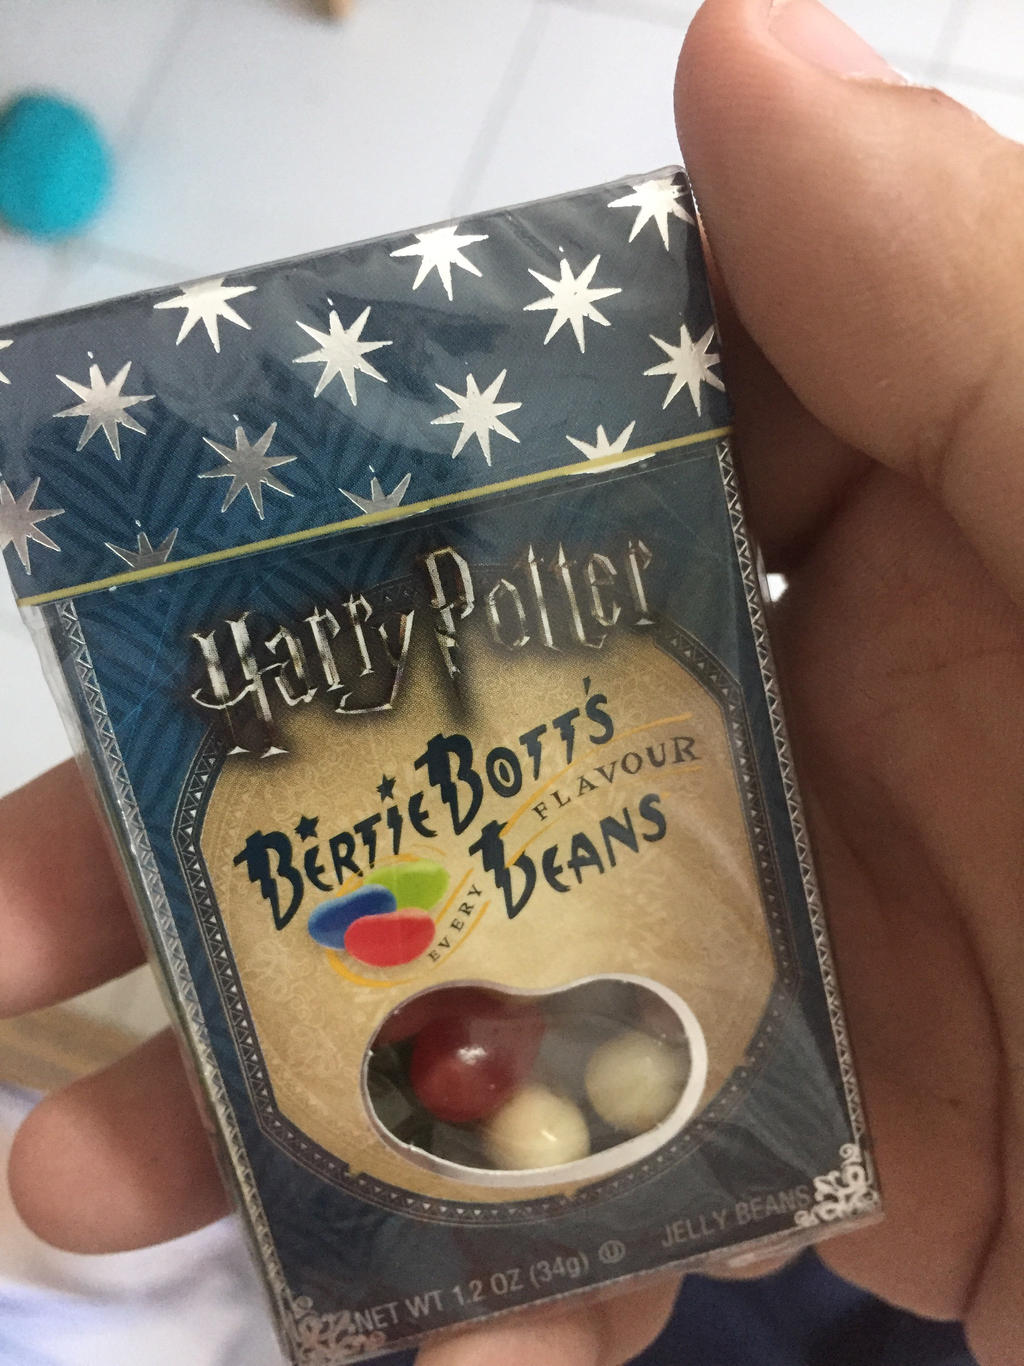 Harry Potter
BERTIE BOTT'S
EVERY FLAVOUR
BEANS
JELLY BEANS
NET WT 1.2 OZ (34g) Ⓤ